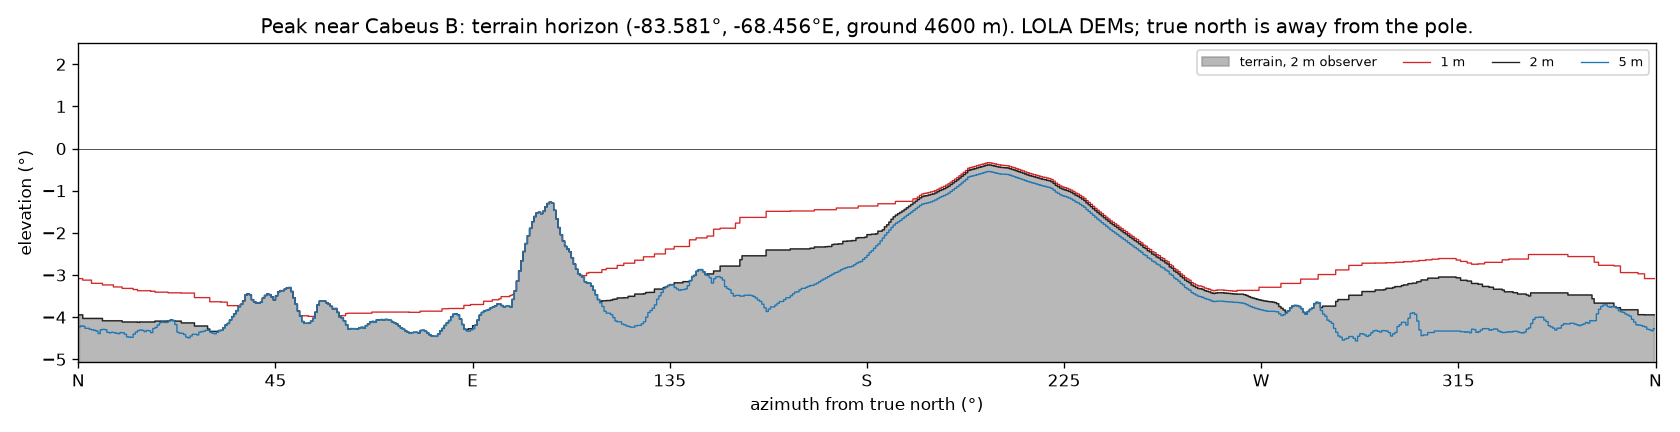 Peak near Cabeus B: terrain horizon (-83.581°, -68.456°E, ground 4600 m). LOLA DEMs; true north is away from the pole.
terrain, 2 m observer 1 m 2 m 5 m
elevation (°)
2
1
0
−1
−2
−3
−4
−5
N 45 E 135 S 225 W 315 N
azimuth from true north (°)